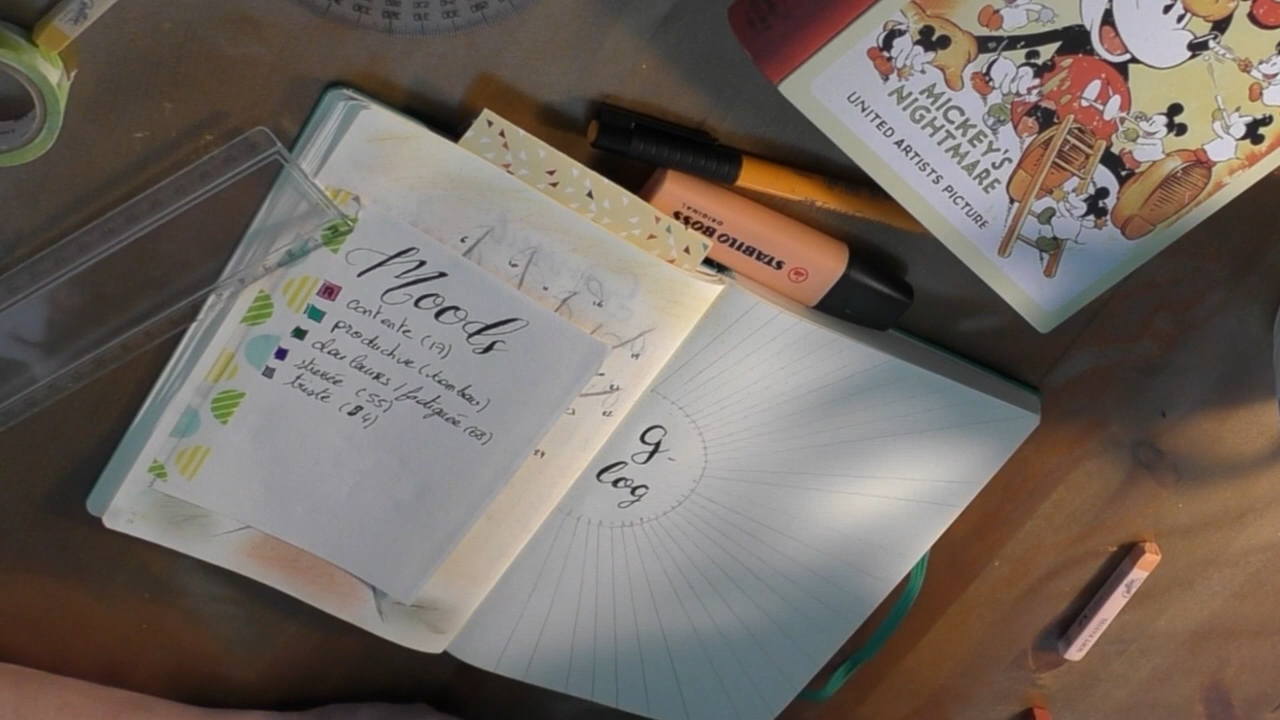 Moods
contente (17)
productive (tombow)
douleurs / fatiguée (68)
stressée (55)
triste (84)
g-
log
STABILO BOSS
ORIGINAL
MICKEY'S
NIGHTMARE
UNITED ARTISTS PICTURE